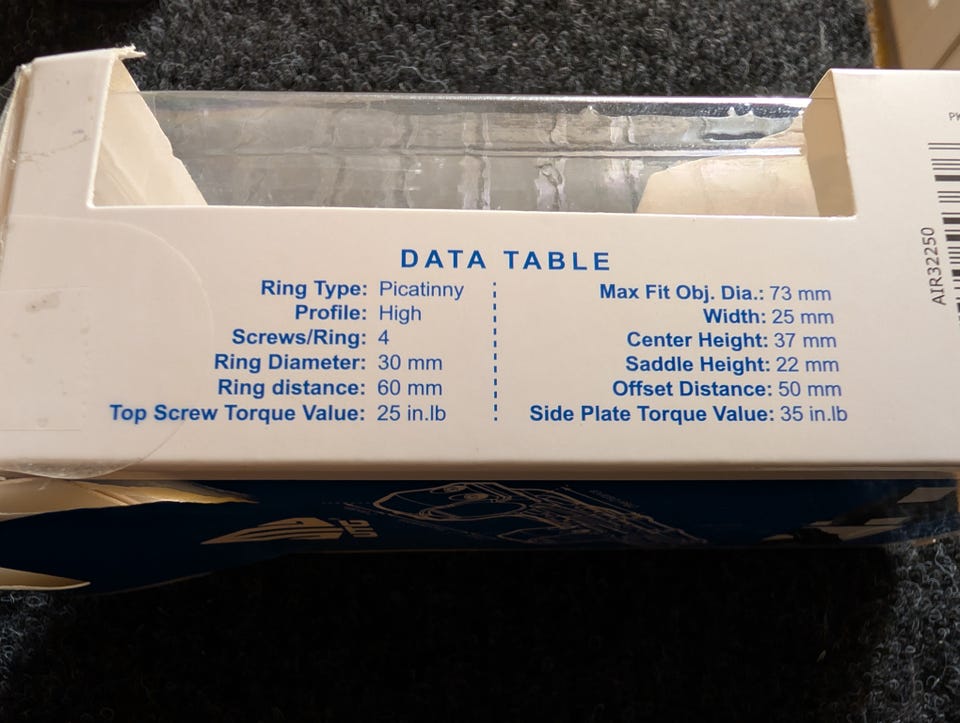 DATA TABLE
Ring Type: Picatinny
Profile: High
Screws/Ring: 4
Ring Diameter: 30 mm
Ring distance: 60 mm
Top Screw Torque Value: 25 in.lb
Max Fit Obj. Dia.: 73 mm
Width: 25 mm
Center Height: 37 mm
Saddle Height: 22 mm
Offset Distance: 50 mm
Side Plate Torque Value: 35 in.lb
AIR32250